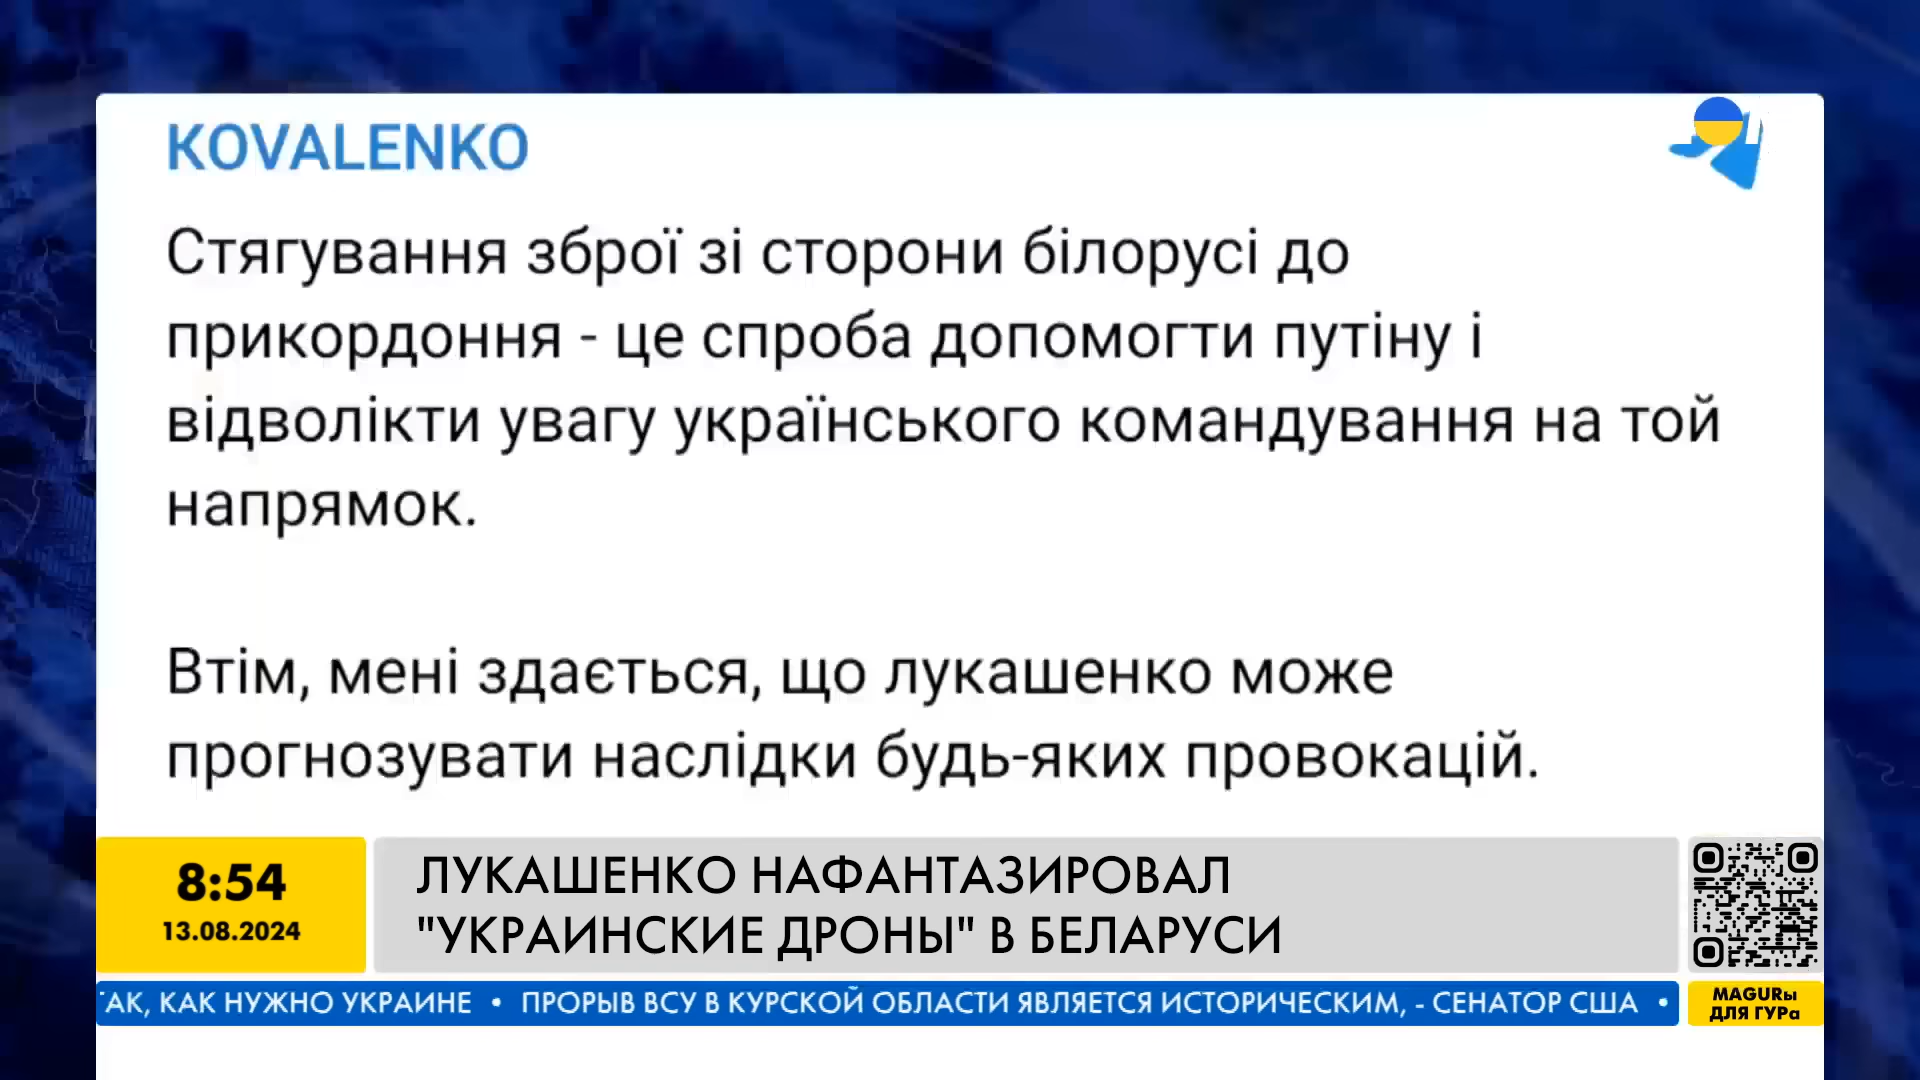 KOVALENKO
Стягування зброї зі сторони білорусі до
прикордоння - це спроба допомогти путіну і
відволікти увагу українського командування на той
напрямок.
Втім, мені здається, що лукашенко може
прогнозувати наслідки будь-яких провокацій.
8:54
13.08.2024
ЛУКАШЕНКО НАФАНТАЗИРОВАЛ
"УКРАИНСКИЕ ДРОНЫ" В БЕЛАРУСИ
АК, КАК НУЖНО УКРАИНЕ • ПРОРЫВ ВСУ В КУРСКОЙ ОБЛАСТИ ЯВЛЯЕТСЯ ИСТОРИЧЕСКИМ, - СЕНАТОР США •
MAGURы
ДЛЯ ГУРа